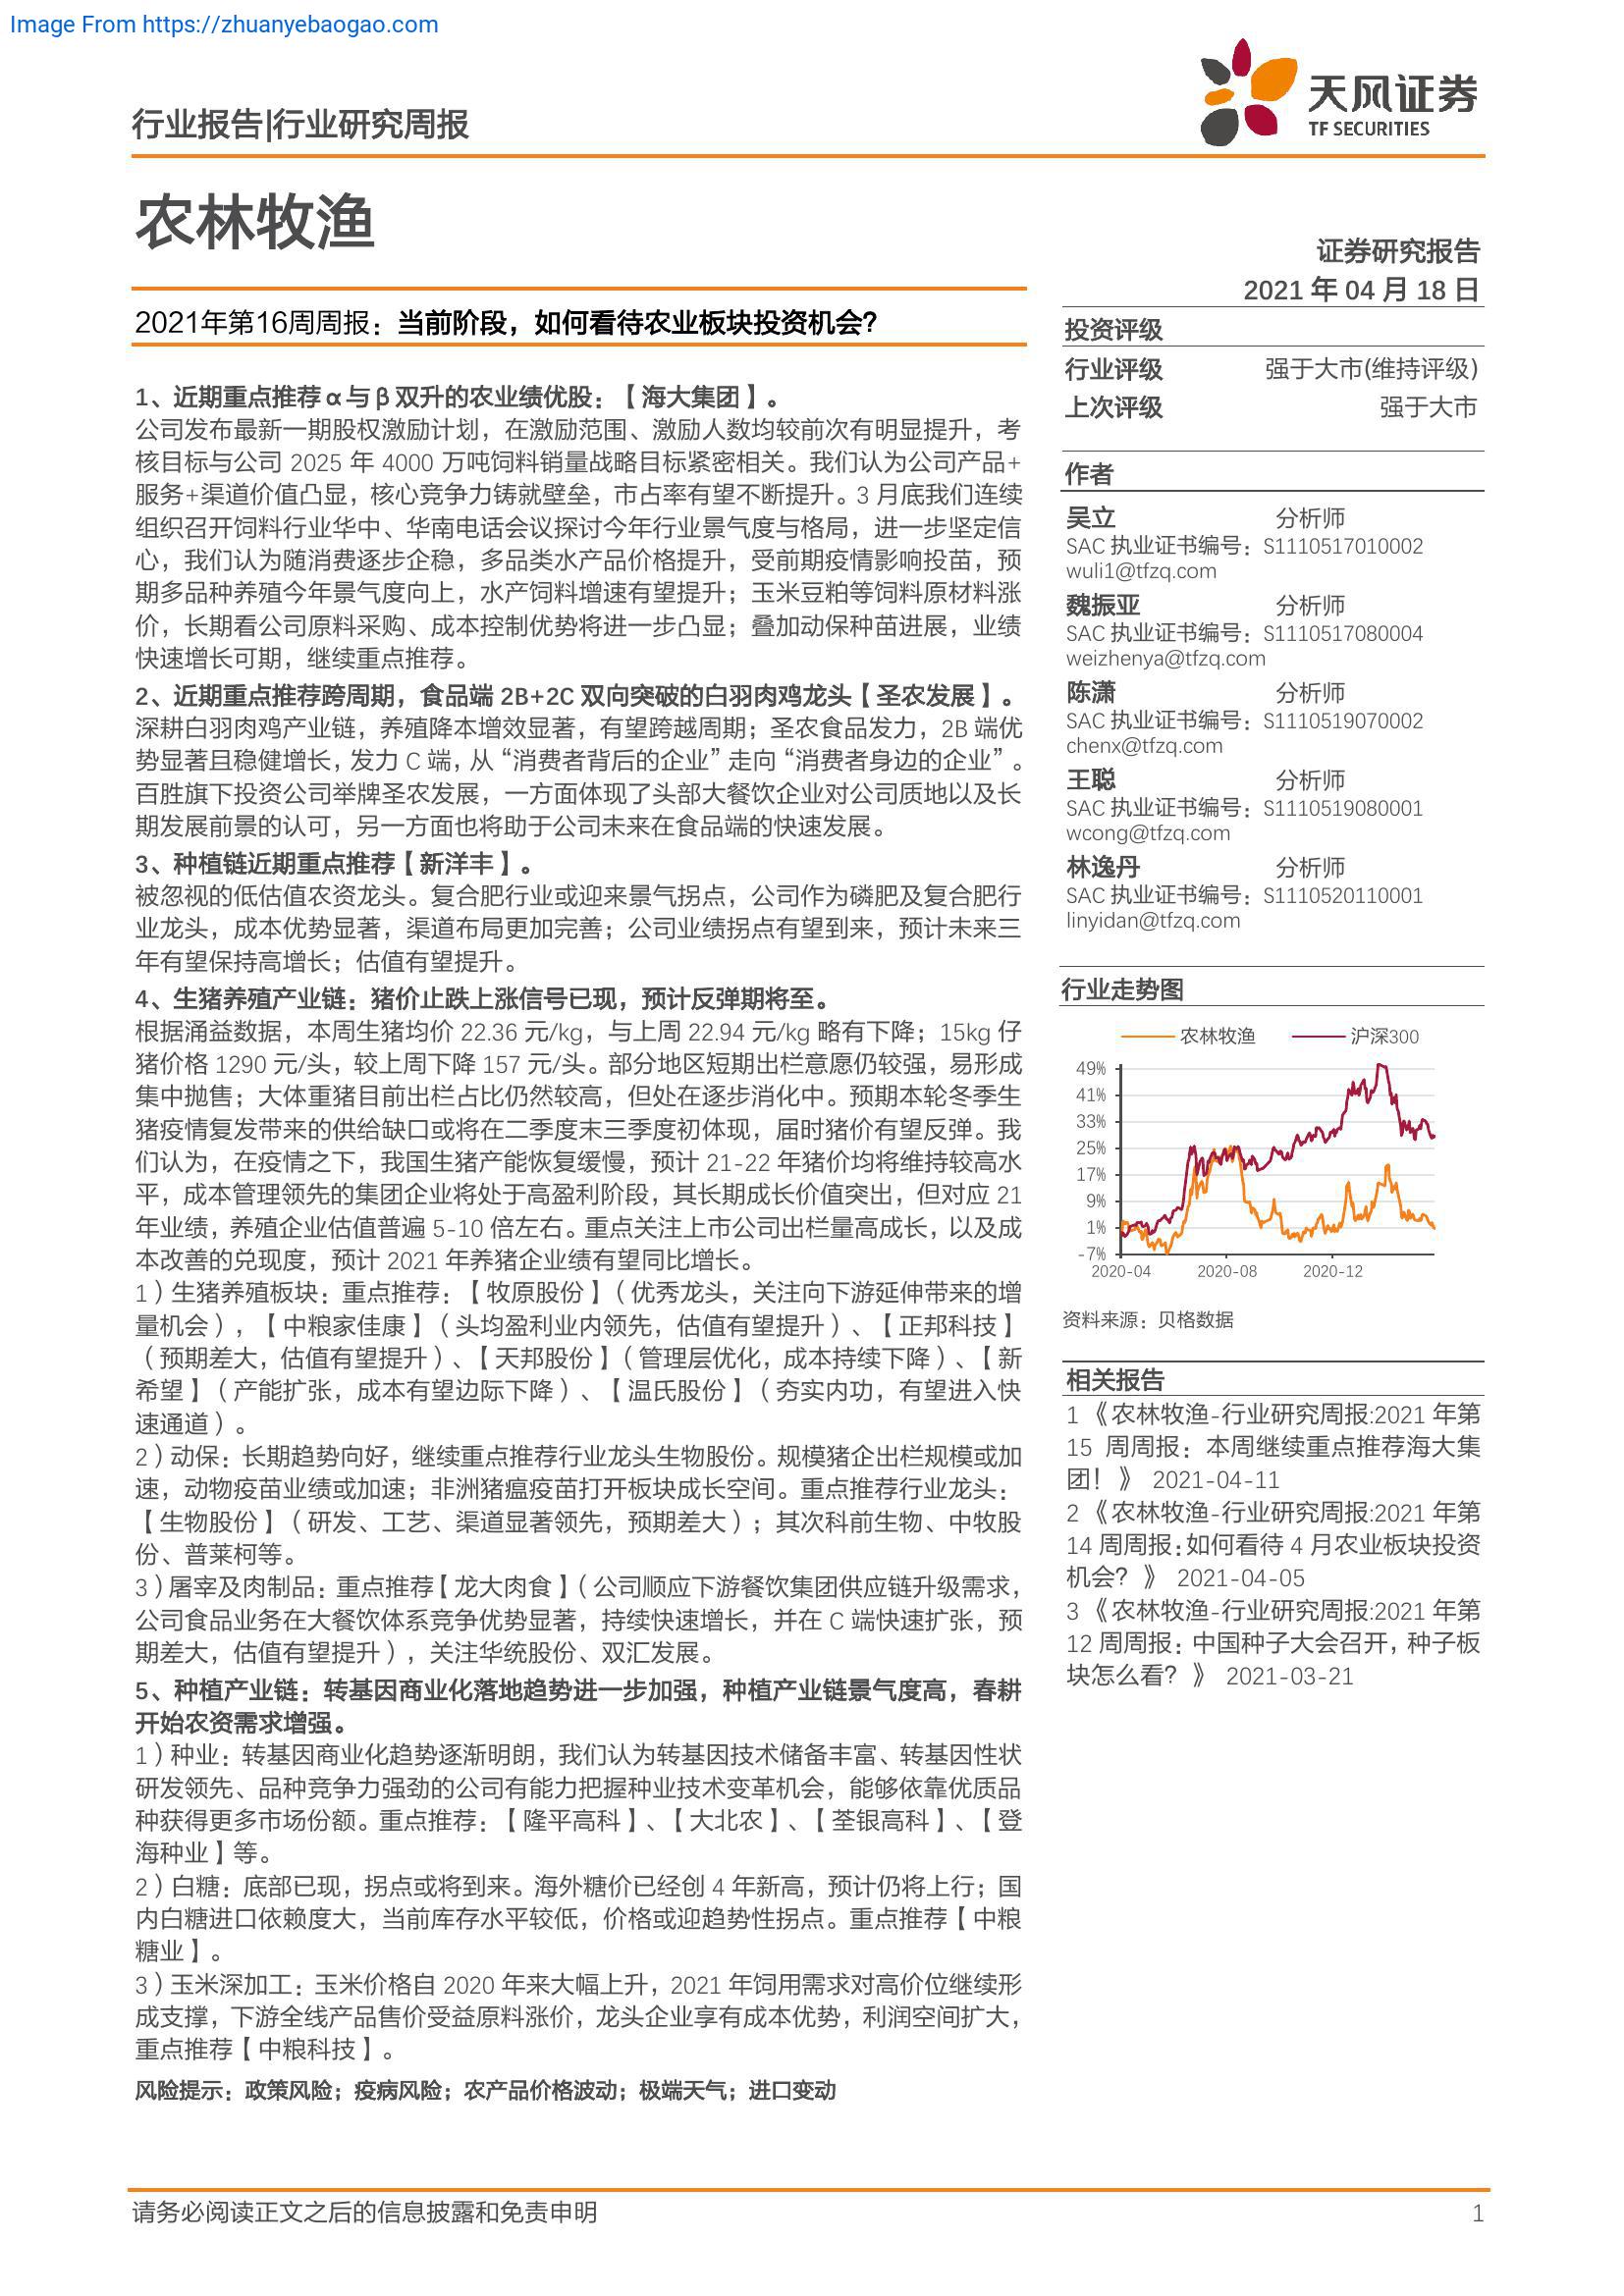 Image From https://zhuanyebaogao.com
天风证券
TF SECURITIES
行业报告|行业研究周报
农林牧渔
证券研究报告
2021 年 04 月 18 日
2021年第16周周报：当前阶段，如何看待农业板块投资机会？
1、近期重点推荐α与β双升的农业绩优股：【海大集团】。
公司发布最新一期股权激励计划，在激励范围、激励人数均较前次有明显提升，考
核目标与公司 2025 年 4000 万吨饲料销量战略目标紧密相关。我们认为公司产品+
服务+渠道价值凸显，核心竞争力铸就壁垒，市占率有望不断提升。3 月底我们连续
组织召开饲料行业华中、华南电话会议探讨今年行业景气度与格局，进一步坚定信
心，我们认为随消费逐步企稳，多品类水产品价格提升，受前期疫情影响投苗，预
期多品种养殖今年景气度向上，水产饲料增速有望提升；玉米豆粕等饲料原材料涨
价，长期看公司原料采购、成本控制优势将进一步凸显；叠加动保种苗进展，业绩
快速增长可期，继续重点推荐。
2、近期重点推荐跨周期，食品端 2B+2C 双向突破的白羽肉鸡龙头【圣农发展】。
深耕白羽肉鸡产业链，养殖降本增效显著，有望跨越周期；圣农食品发力，2B 端优
势显著且稳健增长，发力 C 端，从“消费者背后的企业”走向“消费者身边的企业”。
百胜旗下投资公司举牌圣农发展，一方面体现了头部大餐饮企业对公司质地以及长
期发展前景的认可，另一方面也将助于公司未来在食品端的快速发展。
3、种植链近期重点推荐【新洋丰】。
被忽视的低估值农资龙头。复合肥行业或迎来景气拐点，公司作为磷肥及复合肥行
业龙头，成本优势显著，渠道布局更加完善；公司业绩拐点有望到来，预计未来三
年有望保持高增长；估值有望提升。
4、生猪养殖产业链：猪价止跌上涨信号已现，预计反弹期将至。
根据涌益数据，本周生猪均价 22.36 元/kg，与上周 22.94 元/kg 略有下降；15kg 仔
猪价格 1290 元/头，较上周下降 157 元/头。部分地区短期出栏意愿仍较强，易形成
集中抛售；大体重猪目前出栏占比仍然较高，但处在逐步消化中。预期本轮冬季生
猪疫情复发带来的供给缺口或将在二季度末三季度初体现，届时猪价有望反弹。我
们认为，在疫情之下，我国生猪产能恢复缓慢，预计 21-22 年猪价均将维持较高水
平，成本管理领先的集团企业将处于高盈利阶段，其长期成长价值突出，但对应 21
年业绩，养殖企业估值普遍 5-10 倍左右。重点关注上市公司出栏量高成长，以及成
本改善的兑现度，预计 2021 年养猪企业绩有望同比增长。
1）生猪养殖板块：重点推荐：【牧原股份】（优秀龙头，关注向下游延伸带来的增
量机会），【中粮家佳康】（头均盈利业内领先，估值有望提升）、【正邦科技】
（预期差大，估值有望提升）、【天邦股份】（管理层优化，成本持续下降）、【新
希望】（产能扩张，成本有望边际下降）、【温氏股份】（夯实内功，有望进入快
速通道）。
2）动保：长期趋势向好，继续重点推荐行业龙头生物股份。规模猪企出栏规模或加
速，动物疫苗业绩或加速；非洲猪瘟疫苗打开板块成长空间。重点推荐行业龙头：
【生物股份】（研发、工艺、渠道显著领先，预期差大）；其次科前生物、中牧股
份、普莱柯等。
3）屠宰及肉制品：重点推荐【龙大肉食】（公司顺应下游餐饮集团供应链升级需求，
公司食品业务在大餐饮体系竞争优势显著，持续快速增长，并在 C 端快速扩张，预
期差大，估值有望提升），关注华统股份、双汇发展。
5、种植产业链：转基因商业化落地趋势进一步加强，种植产业链景气度高，春耕
开始农资需求增强。
1）种业：转基因商业化趋势逐渐明朗，我们认为转基因技术储备丰富、转基因性状
研发领先、品种竞争力强劲的公司有能力把握种业技术变革机会，能够依靠优质品
种获得更多市场份额。重点推荐：【隆平高科】、【大北农】、【荃银高科】、【登
海种业】等。
2）白糖：底部已现，拐点或将到来。海外糖价已经创 4 年新高，预计仍将上行；国
内白糖进口依赖度大，当前库存水平较低，价格或迎趋势性拐点。重点推荐【中粮
糖业】。
3）玉米深加工：玉米价格自 2020 年来大幅上升，2021 年饲用需求对高价位继续形
成支撑，下游全线产品售价受益原料涨价，龙头企业享有成本优势，利润空间扩大，
重点推荐【中粮科技】。
风险提示：政策风险；疫病风险；农产品价格波动；极端天气；进口变动
投资评级
行业评级 强于大市(维持评级)
上次评级 强于大市
作者
吴立 分析师
SAC 执业证书编号：S1110517010002
wuli1@tfzq.com
魏振亚 分析师
SAC 执业证书编号：S1110517080004
weizhenya@tfzq.com
陈潇 分析师
SAC 执业证书编号：S1110519070002
chenx@tfzq.com
王聪 分析师
SAC 执业证书编号：S1110519080001
wcong@tfzq.com
林逸丹 分析师
SAC 执业证书编号：S1110520110001
linyidan@tfzq.com
行业走势图
农林牧渔 沪深300
49%
41%
33%
25%
17%
9%
1%
-7%
2020-04 2020-08 2020-12
资料来源：贝格数据
相关报告
1 《农林牧渔-行业研究周报:2021 年第
15 周周报：本周继续重点推荐海大集
团！》 2021-04-11
2 《农林牧渔-行业研究周报:2021 年第
14 周周报：如何看待 4 月农业板块投资
机会？》 2021-04-05
3 《农林牧渔-行业研究周报:2021 年第
12 周周报：中国种子大会召开，种子板
块怎么看？》 2021-03-21
请务必阅读正文之后的信息披露和免责申明 1